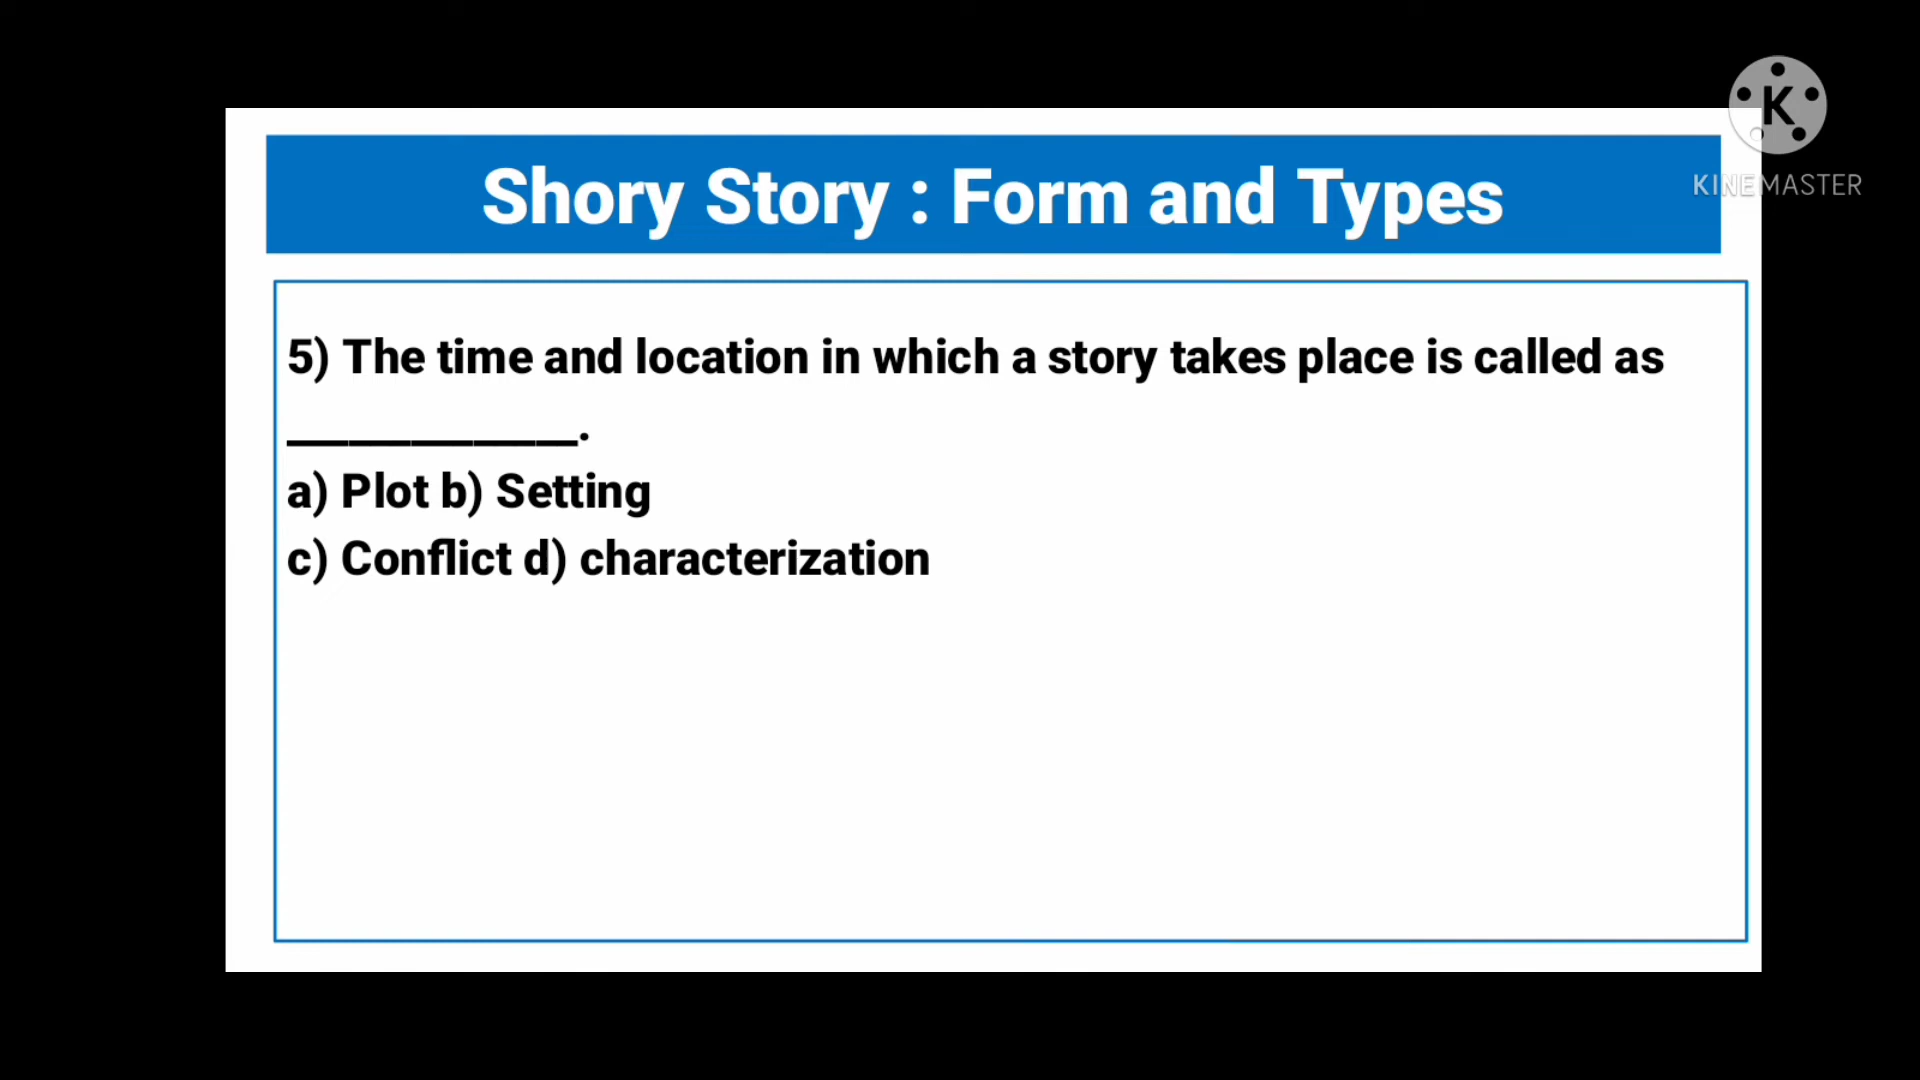 K
KINEMASTER
Shory Story : Form and Types
5) The time and location in which a story takes place is called as
______________.
a) Plot b) Setting
c) Conflict d) characterization